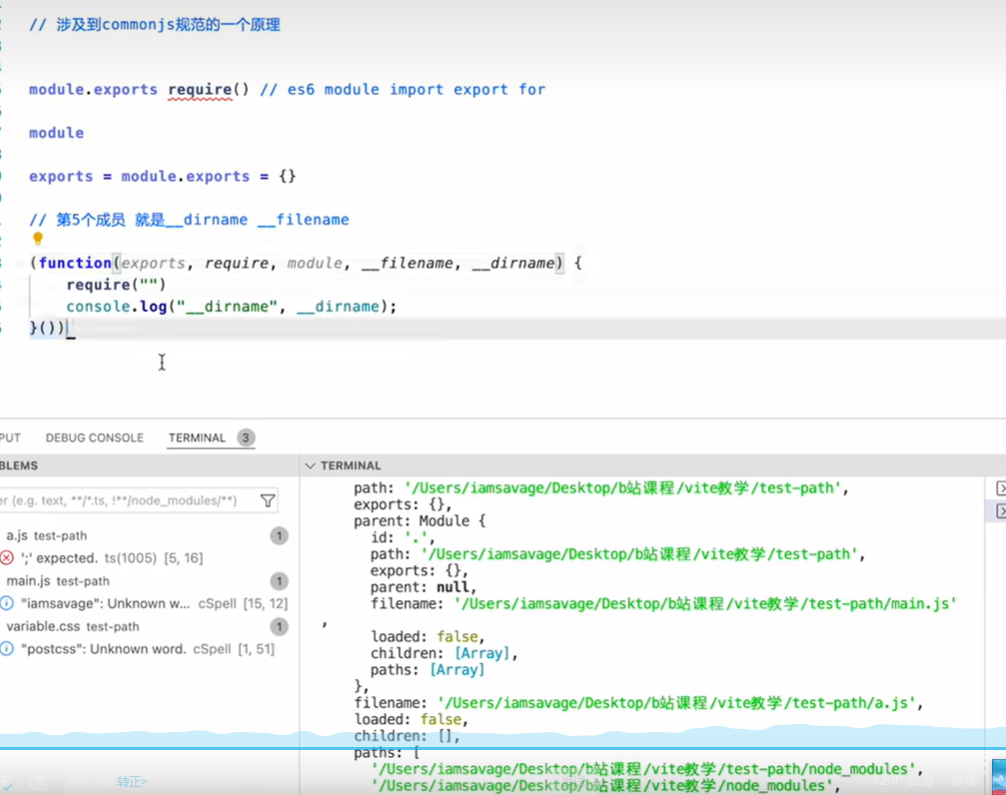 // 涉及到commonjs规范的一个原理
module.exports require() // es6 module import export for
module
exports = module.exports = {}
// 第5个成员 就是__dirname __filename
(function(exports, require, module, __filename, __dirname) {
require("")
console.log("__dirname", __dirname);
}())
PUT DEBUG CONSOLE TERMINAL 3
BLEMS
er (e.g. text, **/*.ts, !**/node_modules/**)
a.js test-path 1
';' expected. ts(1005) [5, 16]
main.js test-path 1
"iamsavage": Unknown w... cSpell [15, 12]
variable.css test-path 1
"postcss": Unknown word. cSpell [1, 51]
TERMINAL
path: '/Users/iamsavage/Desktop/b站课程/vite教学/test-path',
exports: {},
parent: Module {
id: '.',
path: '/Users/iamsavage/Desktop/b站课程/vite教学/test-path',
exports: {},
parent: null,
filename: '/Users/iamsavage/Desktop/b站课程/vite教学/test-path/main.js'
,
loaded: false,
children: [Array],
paths: [Array]
},
filename: '/Users/iamsavage/Desktop/b站课程/vite教学/test-path/a.js',
loaded: false,
children: [],
paths: [
'/Users/iamsavage/Desktop/b站课程/vite教学/test-path/node_modules',
'/Users/iamsavage/Desktop/b站课程/vite教学/node_modules',
转正>